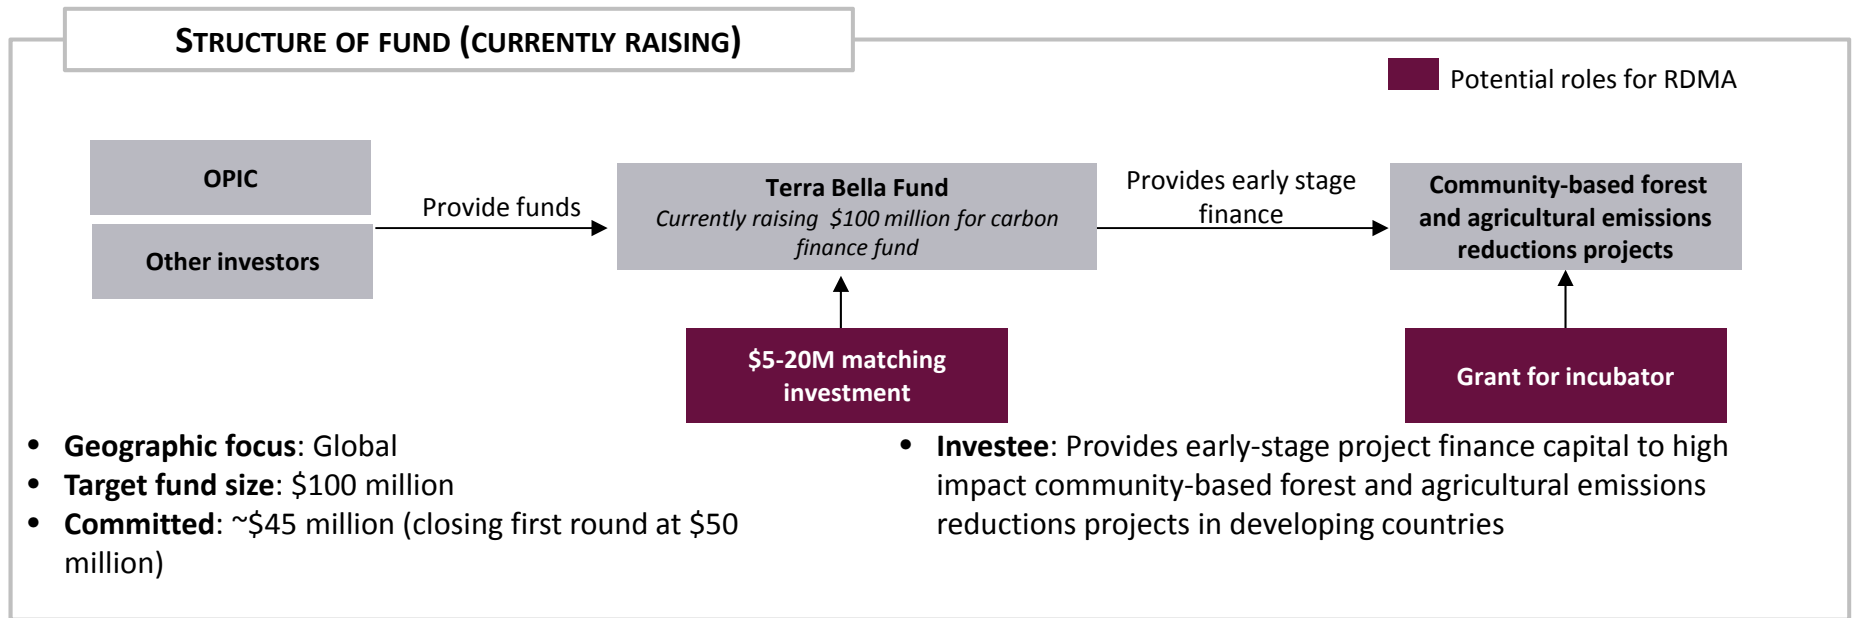 STRUCTURE OF FUND (CURRENTLY RAISING)
Potential roles for RDMA
OPIC
Other investors
Provide funds
Terra Bella Fund
Currently raising $100 million for carbon
finance fund
Provides early stage
finance
Community-based forest
and agricultural emissions
reductions projects
$5-20M matching
investment
Grant for incubator
• Geographic focus: Global
• Target fund size: $100 million
• Committed: ~$45 million (closing first round at $50
million)
• Investee: Provides early-stage project finance capital to high
impact community-based forest and agricultural emissions
reductions projects in developing countries